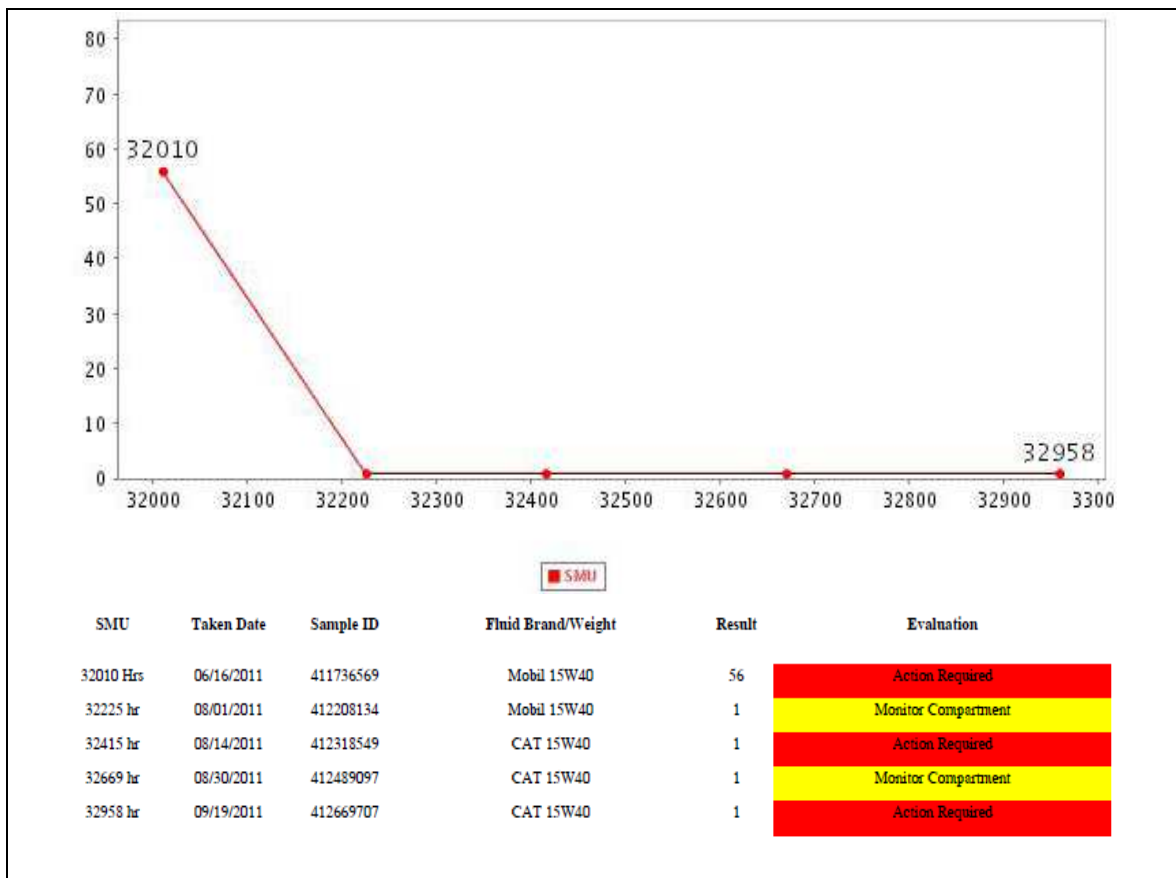 80
70
60
32010
50
40
30
20
10
32958
0
32000 32100 32200 32300 32400 32500 32600 32700 32800 32900 3300
SMU
SMU Taken Date Sample ID Fluid Brand/Weight Result Evaluation
32010 Hrs 06/16/2011 411736569 Mobil 15W40 56 Action Required
32225 hr 08/01/2011 412208134 Mobil 15W40 1 Monitor Compartment
32415 hr 08/14/2011 412318549 CAT 15W40 1 Action Required
32669 hr 08/30/2011 412489097 CAT 15W40 1 Monitor Compartment
32958 hr 09/19/2011 412669707 CAT 15W40 1 Action Required